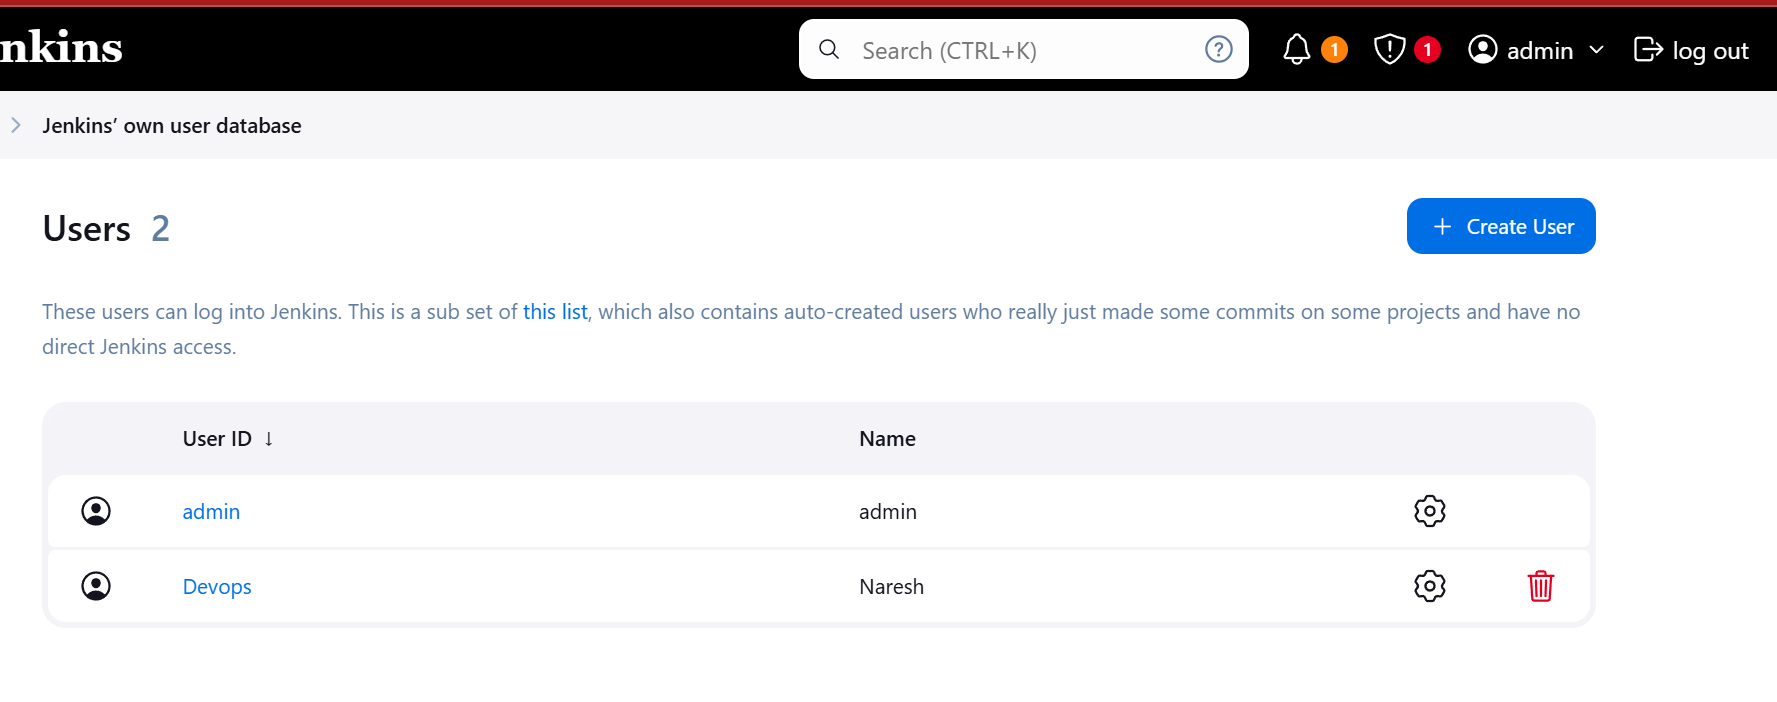 nkins
Search (CTRL+K)
?
1
1
admin
log out
Jenkins’ own user database
Users 2
+ Create User
These users can log into Jenkins. This is a sub set of this list, which also contains auto-created users who really just made some commits on some projects and have no
direct Jenkins access.
User ID ↓ Name
admin admin
Devops Naresh